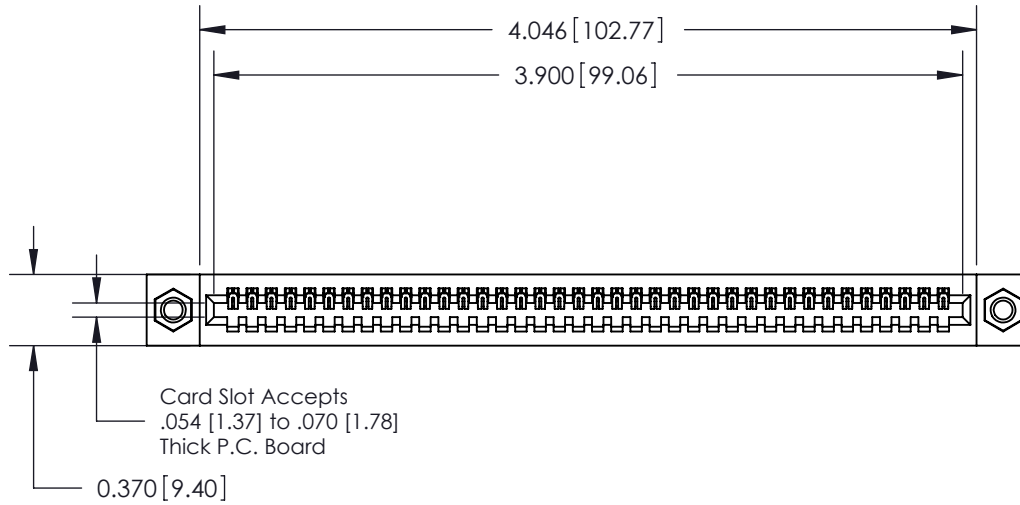 4.046 [102.77]
3.900 [99.06]
Card Slot Accepts
.054 [1.37] to .070 [1.78]
Thick P.C. Board
0.370 [9.40]